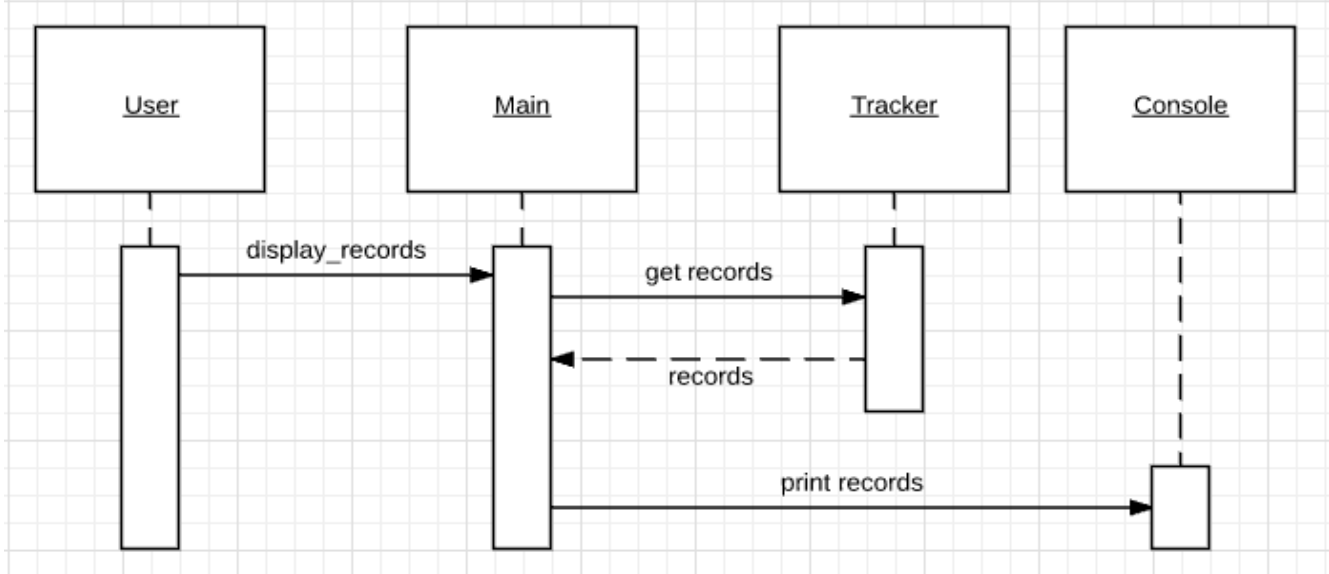 User
Main
Tracker
Console
display_records
get records
records
print records